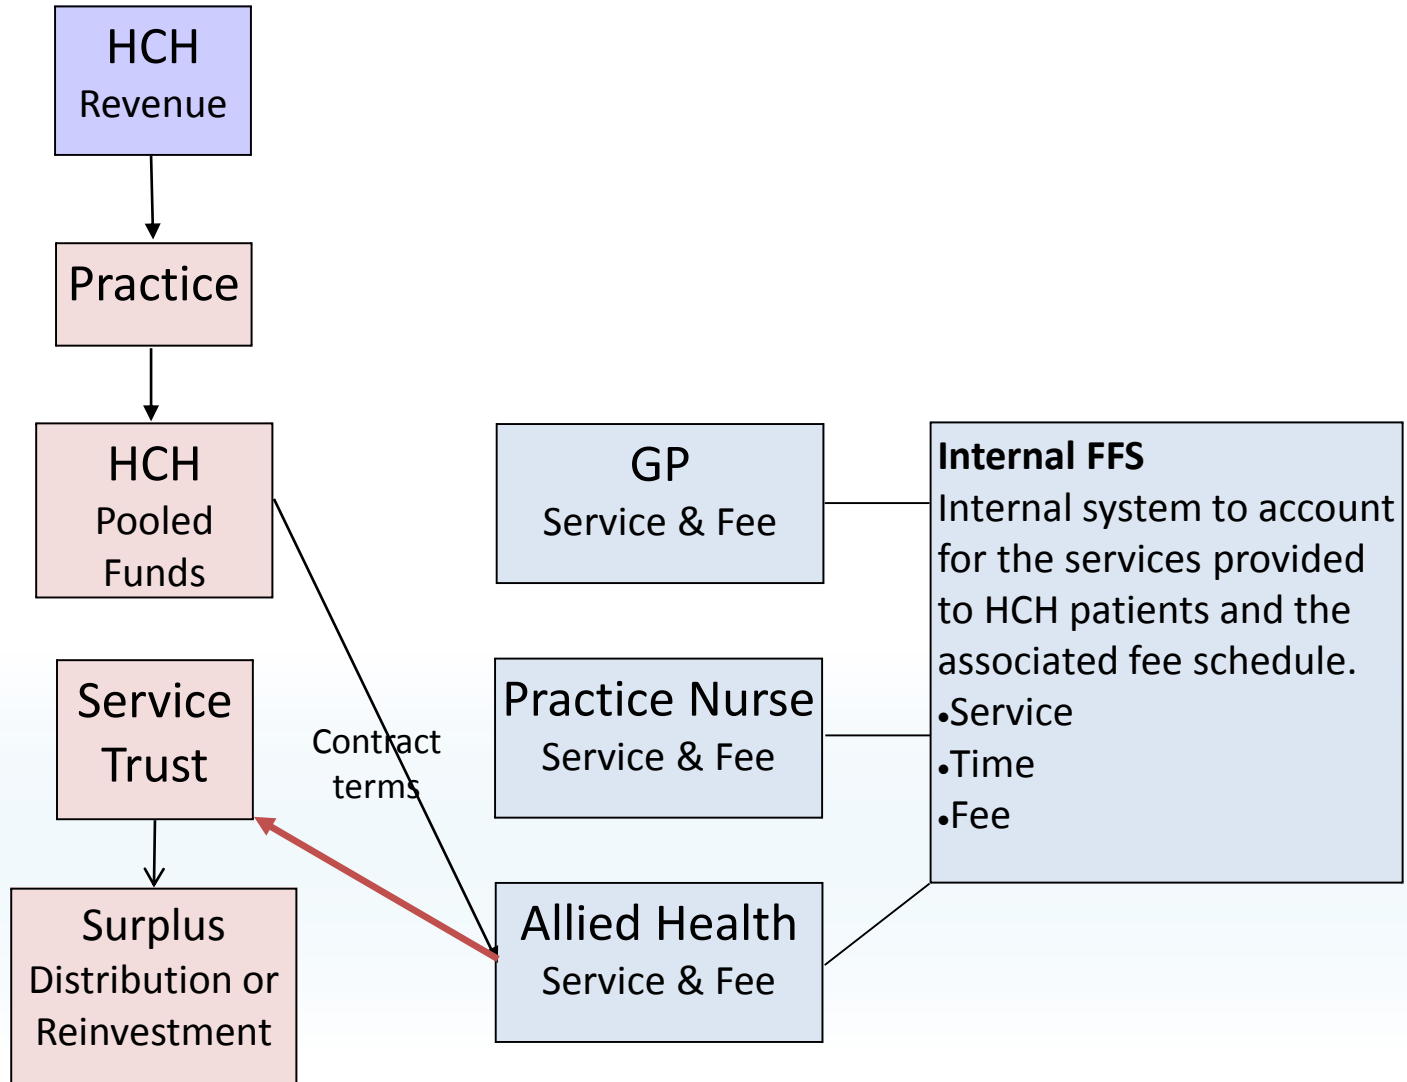 HCH
Revenue
Practice
HCH
Pooled
Funds
Service
Trust
Surplus
Distribution or
Reinvestment
Contract
terms
GP
Service & Fee
Practice Nurse
Service & Fee
Allied Health
Service & Fee
Internal FFS
Internal system to account
for the services provided
to HCH patients and the
associated fee schedule.
•Service
•Time
•Fee